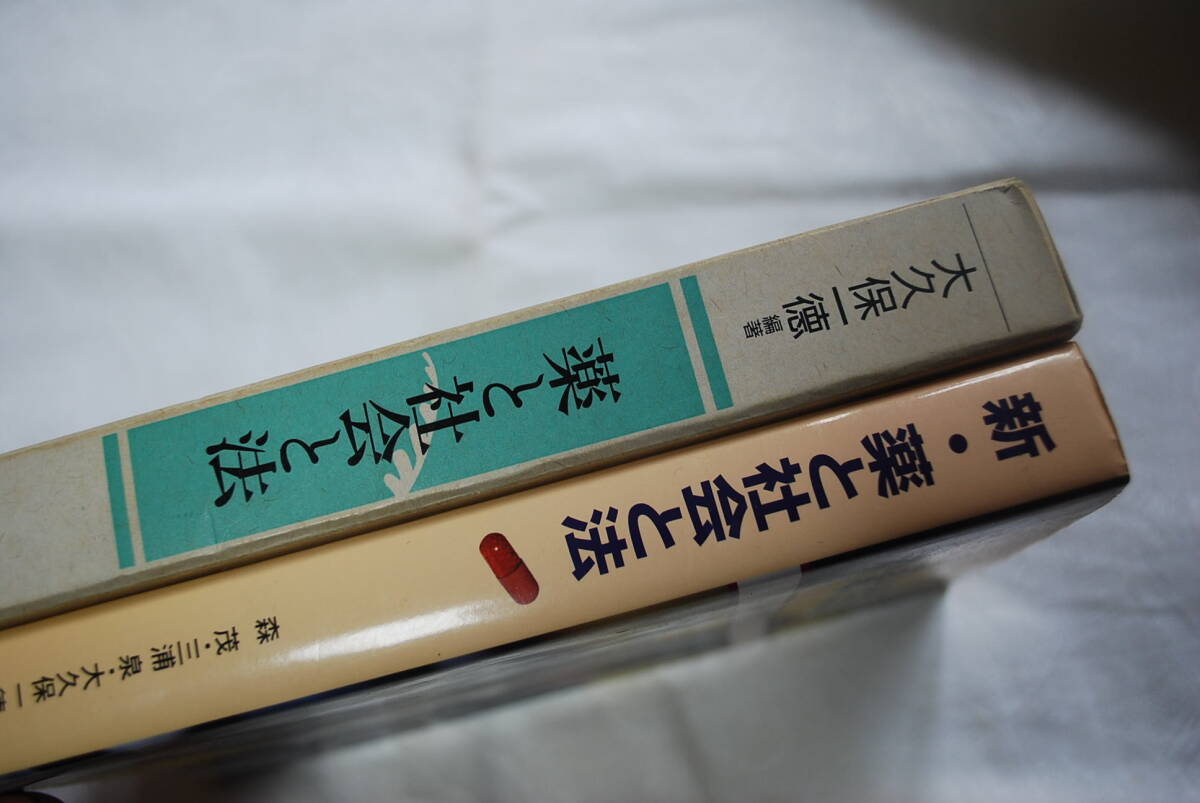 大久保一徳 編著
薬と社会と法
新・薬と社会と法
森 茂・三浦 泉・大久保一徳